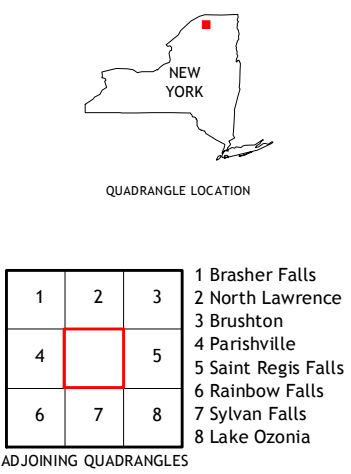 NEW
YORK
QUADRANGLE LOCATION
1 2 3
4 5
6 7 8
1 Brasher Falls
2 North Lawrence
3 Brushton
4 Parishville
5 Saint Regis Falls
6 Rainbow Falls
7 Sylvan Falls
8 Lake Ozonia
ADJOINING QUADRANGLES